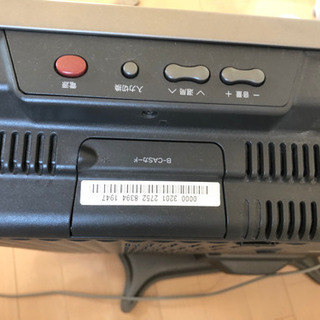 電源
入力切換
∨ 選局 ∧
− 音量 +
B-CASカード
0000 3201 2752 8394 1947